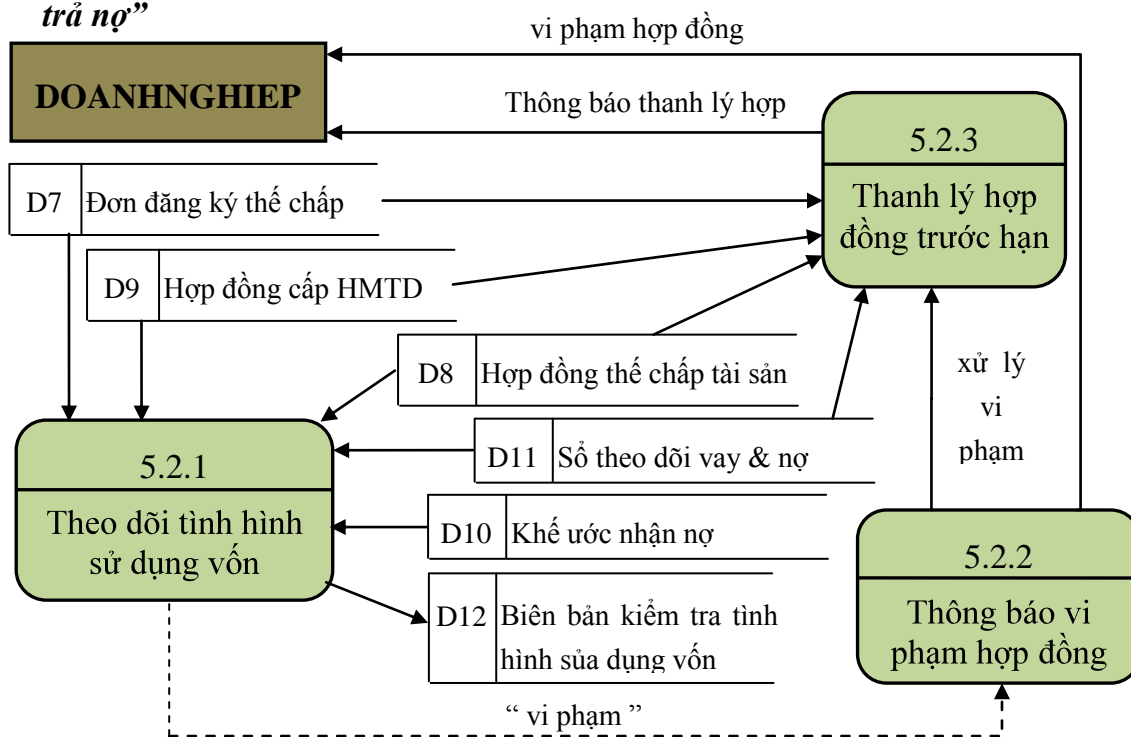 trả nợ”
vi phạm hợp đồng
DOANHNGHIEP
Thông báo thanh lý hợp
5.2.3
Thanh lý hợp
đồng trước hạn
D7 Đơn đăng ký thế chấp
D9 Hợp đồng cấp HMTD
D8 Hợp đồng thế chấp tài sản
xử lý
vi
phạm
D11 Sổ theo dõi vay & nợ
5.2.1
Theo dõi tình hình
sử dụng vốn
D10 Khế ước nhận nợ
5.2.2
Thông báo vi
phạm hợp đồng
D12 Biên bản kiểm tra tình
hình sủa dụng vốn
“ vi phạm ”